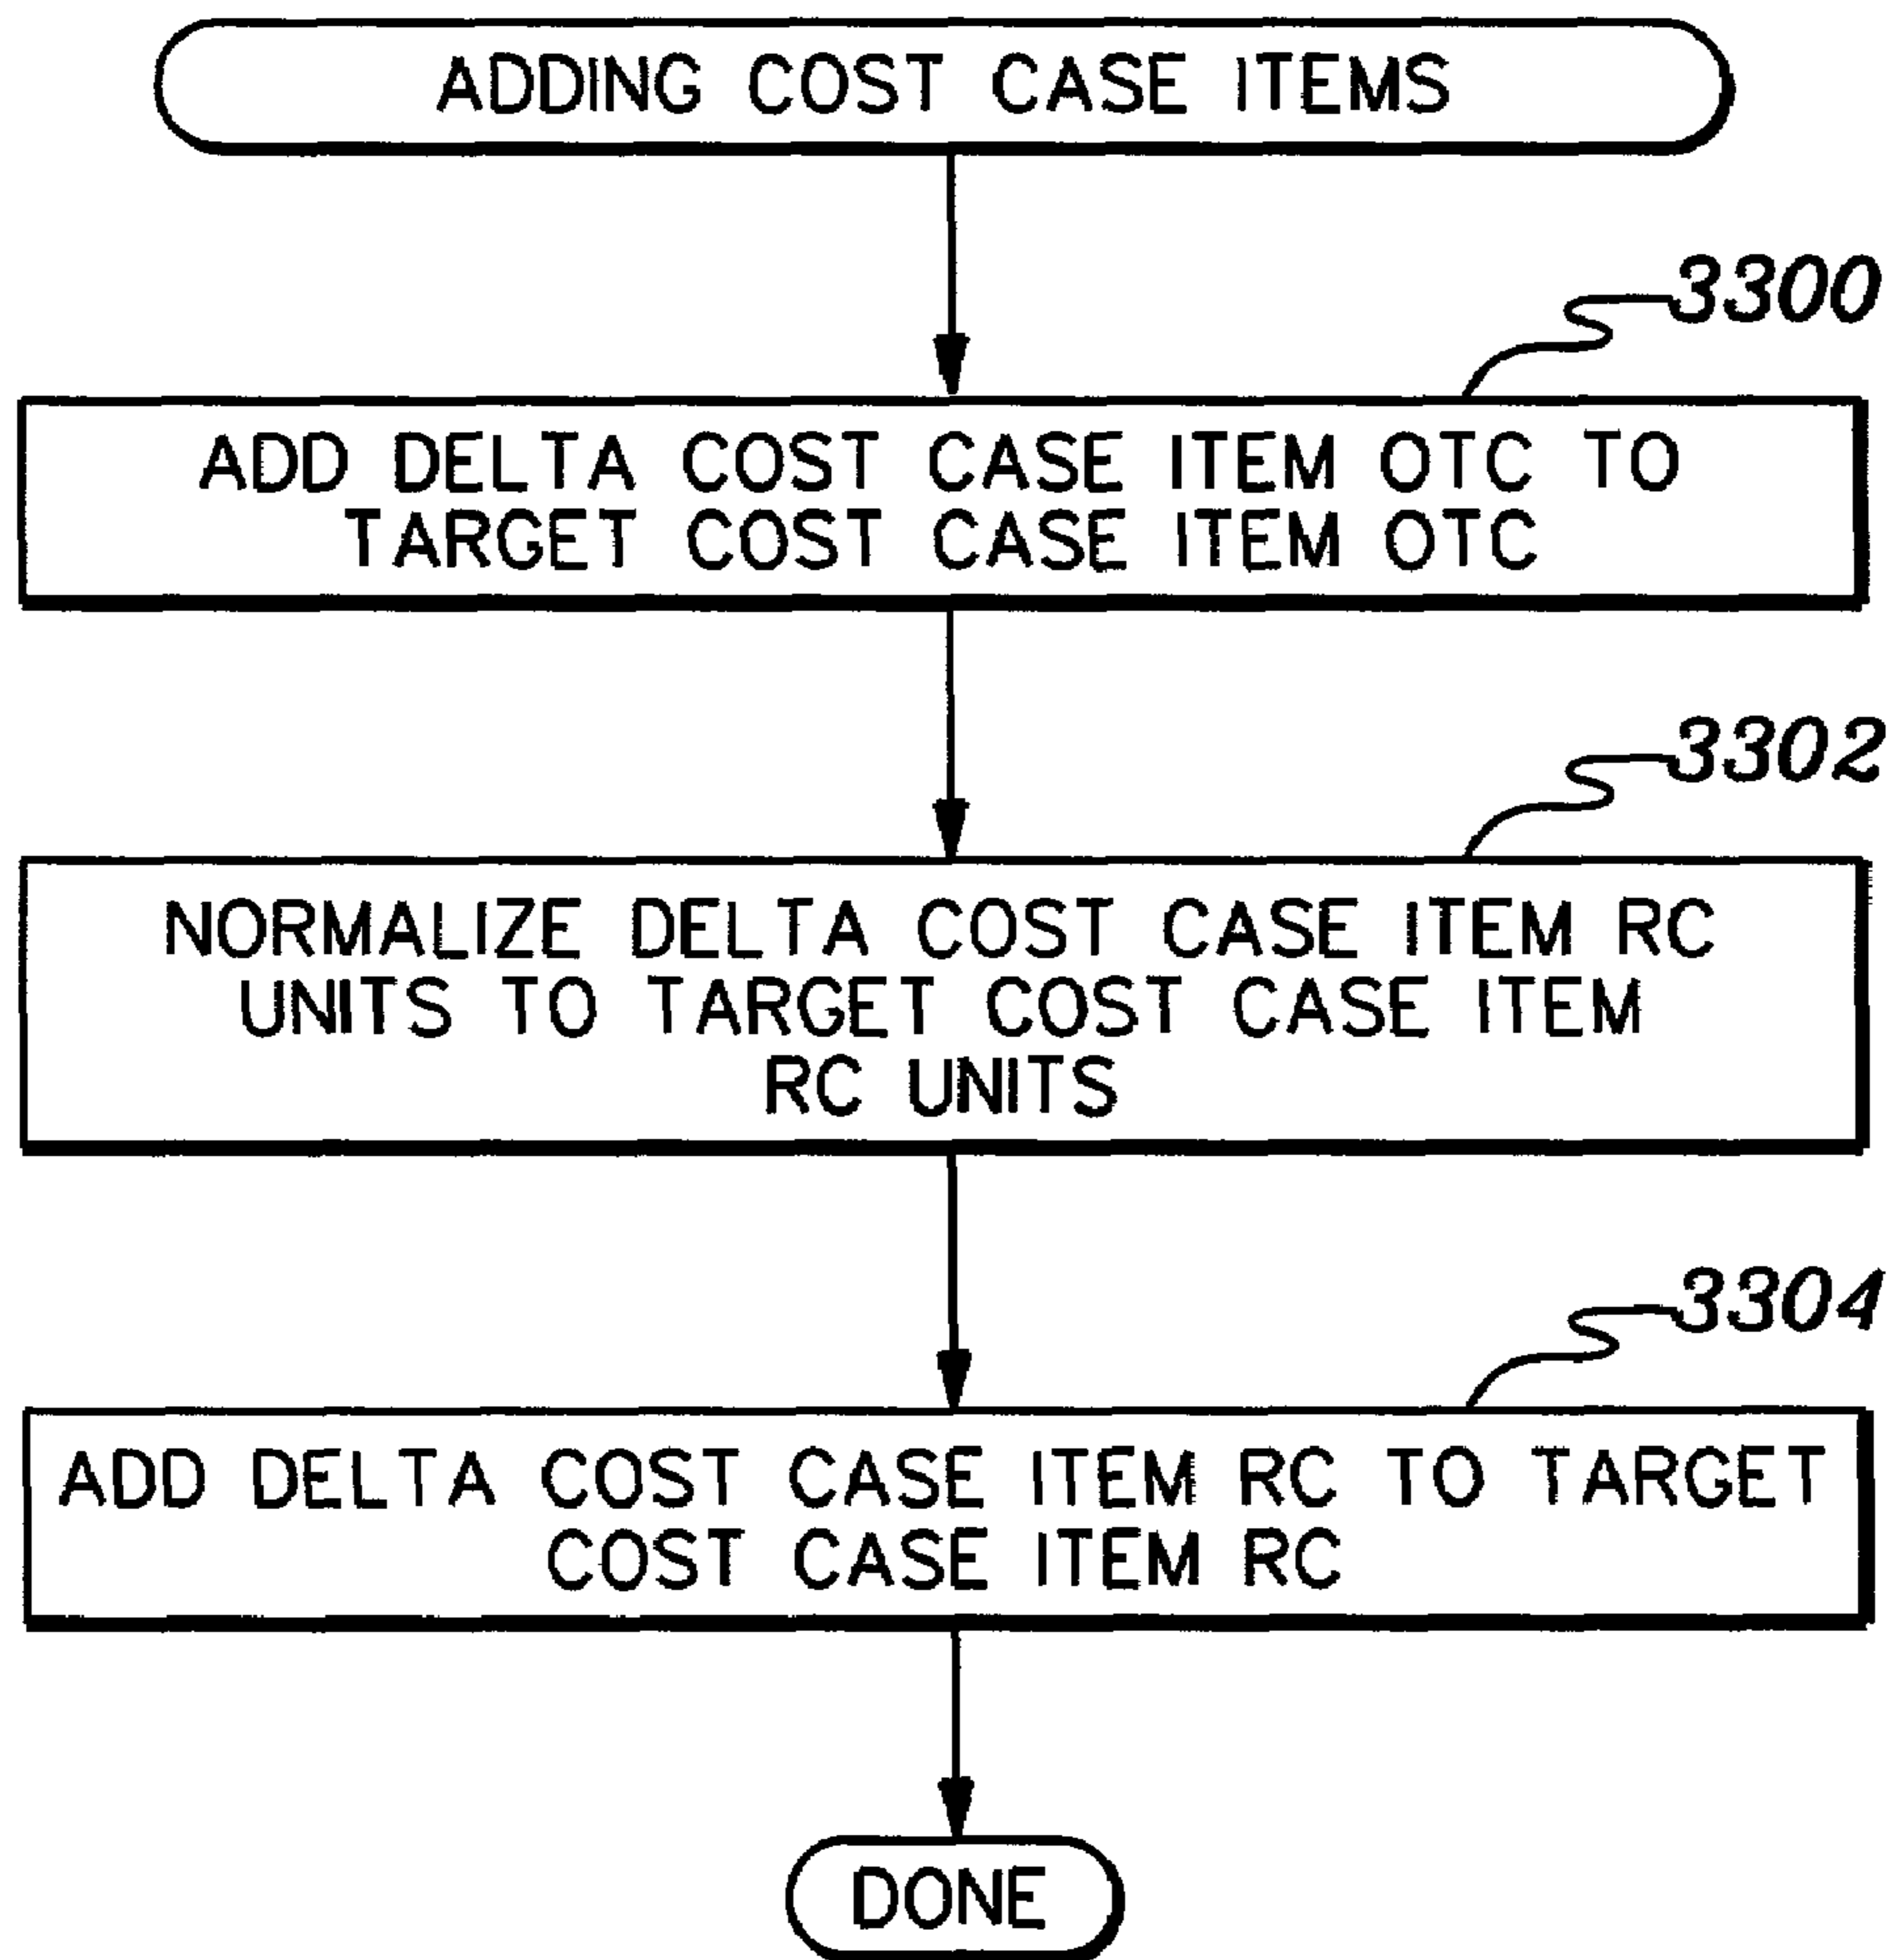 ADDING COST CASE ITEMS
3300
ADD DELTA COST CASE ITEM OTC TO
TARGET COST CASE ITEM OTC
3302
NORMALIZE DELTA COST CASE ITEM RC
UNITS TO TARGET COST CASE ITEM
RC UNITS
3304
ADD DELTA COST CASE ITEM RC TO TARGET
COST CASE ITEM RC
DONE